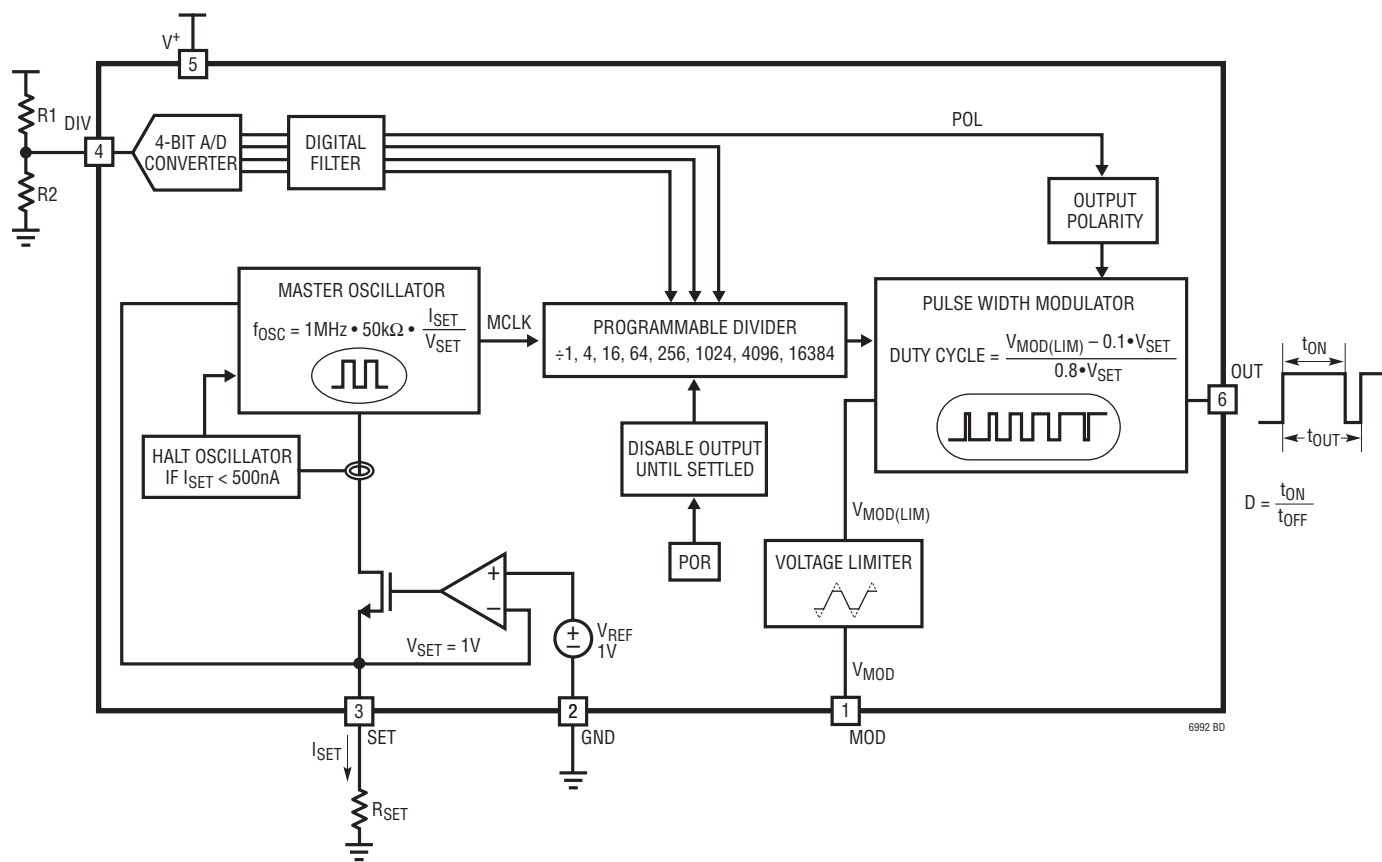 V+
5
R1
DIV
4
R2
4-BIT A/D
CONVERTER
DIGITAL
FILTER
POL
OUTPUT
POLARITY
MASTER OSCILLATOR
fOSC = 1MHz • 50kΩ • ISET
VSET
MCLK
PROGRAMMABLE DIVIDER
÷1, 4, 16, 64, 256, 1024, 4096, 16384
PULSE WIDTH MODULATOR
DUTY CYCLE = VMOD(LIM) – 0.1•VSET
0.8•VSET
OUT
6
tON
tOUT
D = tON
tOFF
HALT OSCILLATOR
IF ISET < 500nA
DISABLE OUTPUT
UNTIL SETTLED
POR
VMOD(LIM)
VOLTAGE LIMITER
VMOD
+
–
VSET = 1V
+
–
VREF
1V
3
SET
2
GND
1
MOD
6992 BD
ISET
RSET